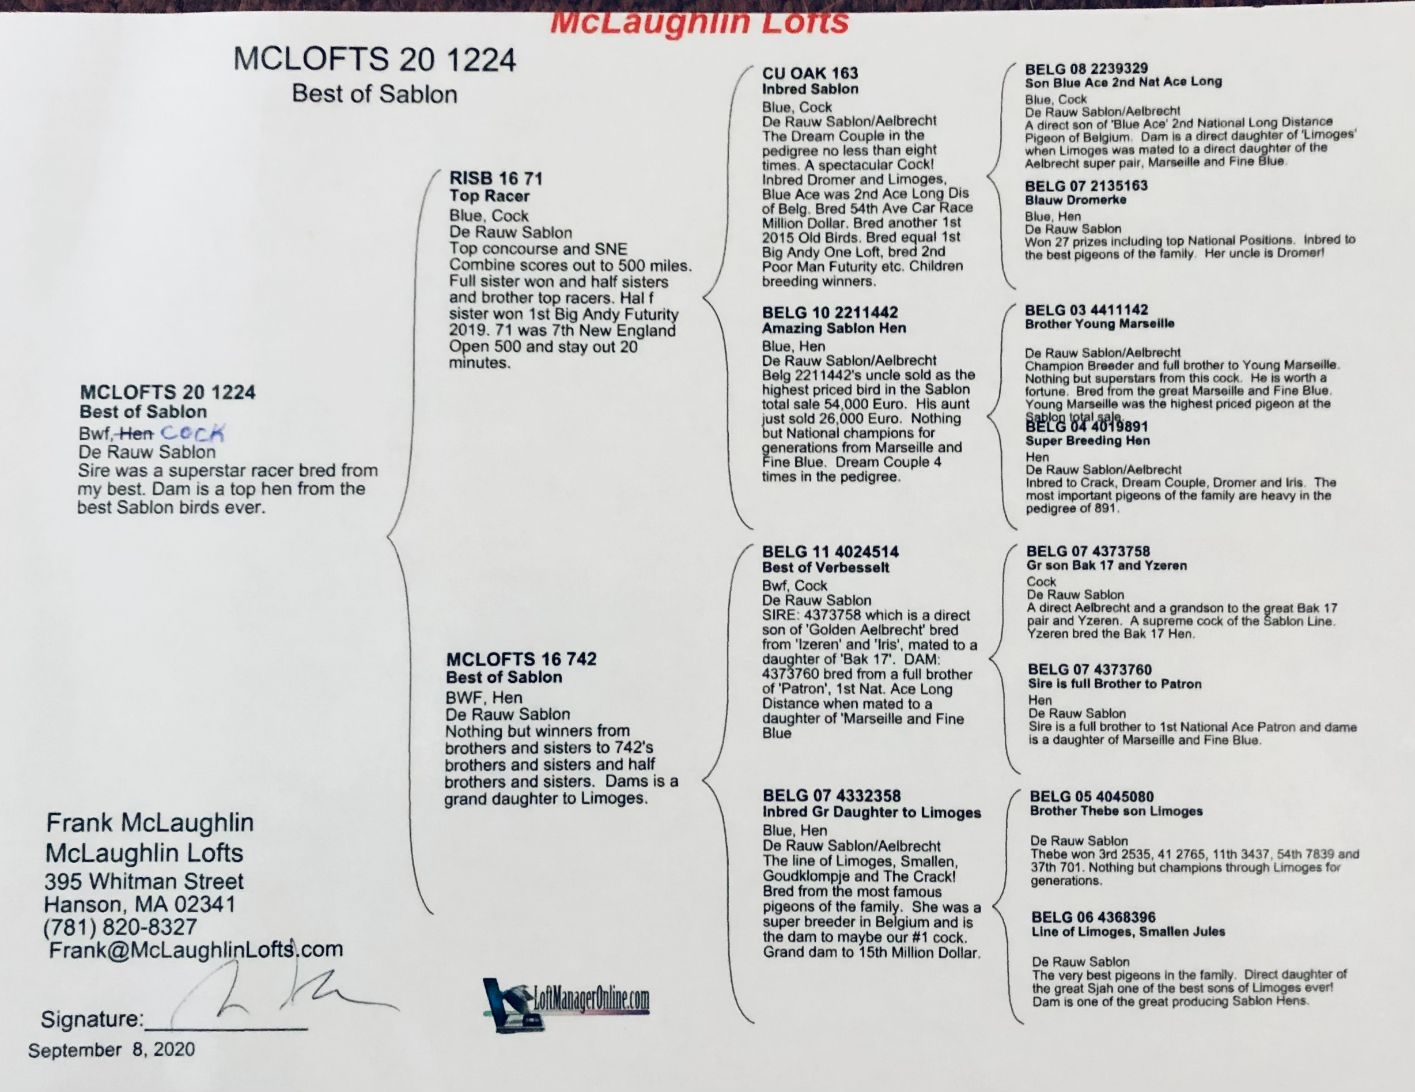 McLaughlin Lofts
MCLOFTS 20 1224
Best of Sablon
MCLOFTS 20 1224
Best of Sablon
Bwf, Hen COCK
De Rauw Sablon
Sire was a superstar racer bred from
my best. Dam is a top hen from the
best Sablon birds ever.
RISB 16 71
Top Racer
Blue, Cock
De Rauw Sablon
Top concourse and SNE
Combine scores out to 500 miles.
Full sister won and half sisters
and brother top racers. Hal f
sister won 1st Big Andy Futurity
2019. 71 was 7th New England
Open 500 and stay out 20
minutes.
MCLOFTS 16 742
Best of Sablon
BWF, Hen
De Rauw Sablon
Nothing but winners from
brothers and sisters to 742's
brothers and sisters and half
brothers and sisters. Dams is a
grand daughter to Limoges.
CU OAK 163
Inbred Sablon
Blue, Cock
De Rauw Sablon/Aelbrecht
The Dream Couple in the
pedigree no less than eight
times. A spectacular Cock!
Inbred Dromer and Limoges,
Blue Ace was 2nd Ace Long Dis
of Belg. Bred 54th Ave Car Race
Million Dollar. Bred another 1st
2015 Old Birds. Bred equal 1st
Big Andy One Loft, bred 2nd
Poor Man Futurity etc. Children
breeding winners.
BELG 10 2211442
Amazing Sablon Hen
Blue, Hen
De Rauw Sablon/Aelbrecht
Belg 2211442's uncle sold as the
highest priced bird in the Sablon
total sale 54,000 Euro. His aunt
just sold 26,000 Euro. Nothing
but National champions for
generations from Marseille and
Fine Blue. Dream Couple 4
times in the pedigree.
BELG 11 4024514
Best of Verbesselt
Bwf, Cock
De Rauw Sablon
SIRE: 4373758 which is a direct
son of 'Golden Aelbrecht' bred
from 'Izeren' and 'Iris', mated to a
daughter of 'Bak 17'. DAM:
4373760 bred from a full brother
of 'Patron', 1st Nat. Ace Long
Distance when mated to a
daughter of 'Marseille and Fine
Blue
BELG 07 4332358
Inbred Gr Daughter to Limoges
Blue, Hen
De Rauw Sablon/Aelbrecht
The line of Limoges, Smallen,
Goudklompje and The Crack!
Bred from the most famous
pigeons of the family. She was a
super breeder in Belgium and is
the dam to maybe our #1 cock.
Grand dam to 15th Million Dollar.
BELG 08 2239329
Son Blue Ace 2nd Nat Ace Long
Blue, Cock
De Rauw Sablon/Aelbrecht
A direct son of 'Blue Ace' 2nd National Long Distance
Pigeon of Belgium. Dam is a direct daughter of 'Limoges'
when Limoges was mated to a direct daughter of the
Aelbrecht super pair, Marseille and Fine Blue.
BELG 07 2135163
Blauw Dromerke
Blue, Hen
De Rauw Sablon
Won 27 prizes including top National Positions. Inbred to
the best pigeons of the family. Her uncle is Dromer!
BELG 03 4411142
Brother Young Marseille
De Rauw Sablon/Aelbrecht
Champion Breeder and full brother to Young Marseille.
Nothing but superstars from this cock. He is worth a
fortune. Bred from the great Marseille and Fine Blue.
Young Marseille was the highest priced pigeon at the
Sablon total sale.
BELG 04 4019891
Super Breeding Hen
Hen
De Rauw Sablon/Aelbrecht
Inbred to Crack, Dream Couple, Dromer and Iris. The
most important pigeons of the family are heavy in the
pedigree of 891.
BELG 07 4373758
Gr son Bak 17 and Yzeren
Cock
De Rauw Sablon
A direct Aelbrecht and a grandson to the great Bak 17
pair and Yzeren. A supreme cock of the Sablon Line.
Yzeren bred the Bak 17 Hen.
BELG 07 4373760
Sire is full Brother to Patron
Hen
De Rauw Sablon
Sire is a full brother to 1st National Ace Patron and dame
is a daughter of Marseille and Fine Blue.
BELG 05 4045080
Brother Thebe son Limoges
De Rauw Sablon
Thebe won 3rd 2535, 41 2765, 11th 3437, 54th 7839 and
37th 701. Nothing but champions through Limoges for
generations.
BELG 06 4368396
Line of Limoges, Smallen Jules
De Rauw Sablon
The very best pigeons in the family. Direct daughter of
the great Sjah one of the best sons of Limoges ever!
Dam is one of the great producing Sablon Hens.
Frank McLaughlin
McLaughlin Lofts
395 Whitman Street
Hanson, MA 02341
(781) 820-8327
Frank@McLaughlinLofts.com
Signature:
September 8, 2020
LoftManagerOnline.com